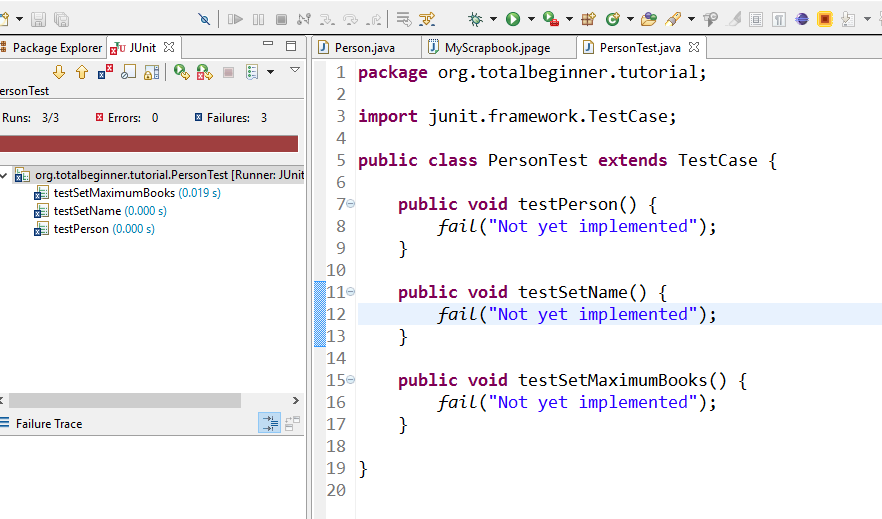 Package Explorer JUnit
ersonTest
Runs: 3/3 Errors: 0 Failures: 3
org.totalbeginner.tutorial.PersonTest [Runner: JUnit
testSetMaximumBooks (0.019 s)
testSetName (0.000 s)
testPerson (0.000 s)
Failure Trace
Person.java MyScrapbook.jpage PersonTest.java
1 package org.totalbeginner.tutorial;
2
3 import junit.framework.TestCase;
4
5 public class PersonTest extends TestCase {
6
7 public void testPerson() {
8 fail("Not yet implemented");
9 }
10
11 public void testSetName() {
12 fail("Not yet implemented");
13 }
14
15 public void testSetMaximumBooks() {
16 fail("Not yet implemented");
17 }
18
19 }
20